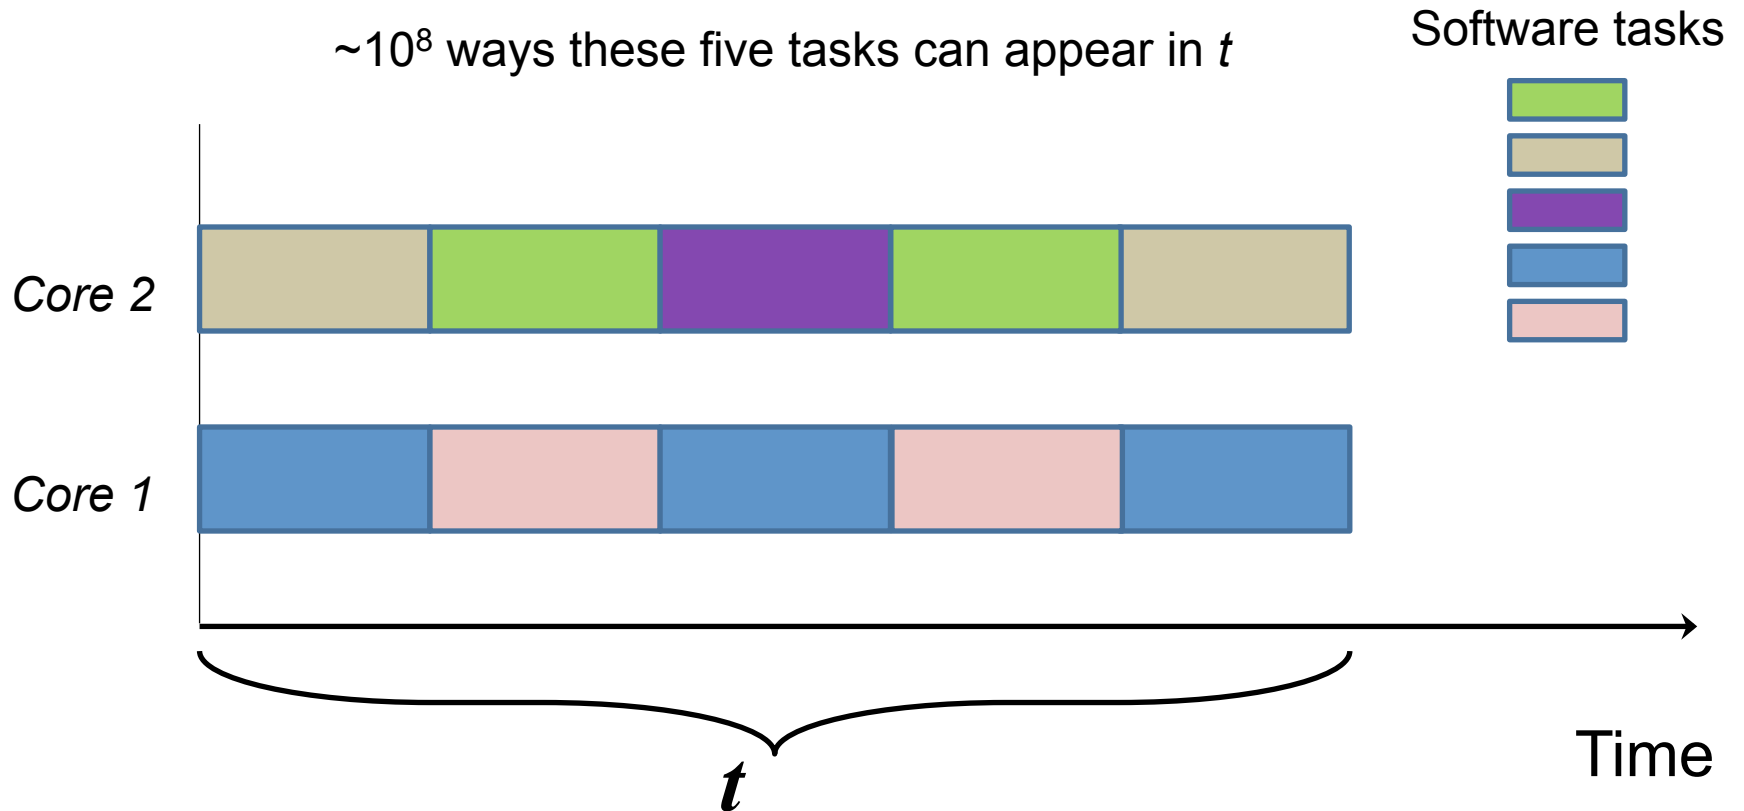 ~10⁸ ways these five tasks can appear in t
Software tasks
Core 2
Core 1
t
Time